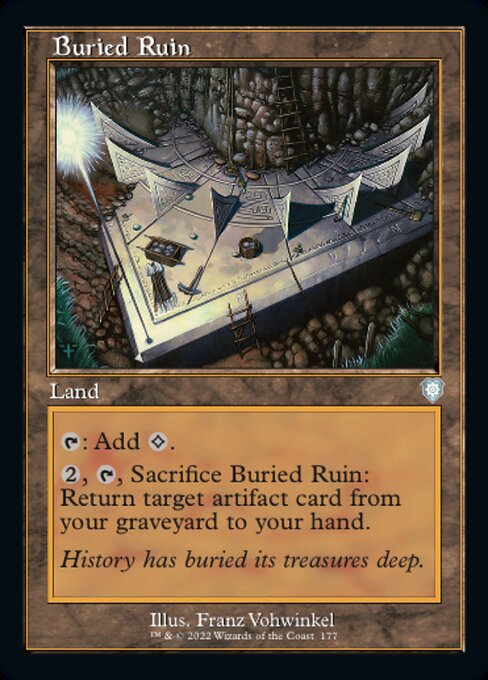 Buried Ruin
Land
: Add .
2, , Sacrifice Buried Ruin:
Return target artifact card from
your graveyard to your hand.
History has buried its treasures deep.
Illus. Franz Vohwinkel
™ & © 2022 Wizards of the Coast 177